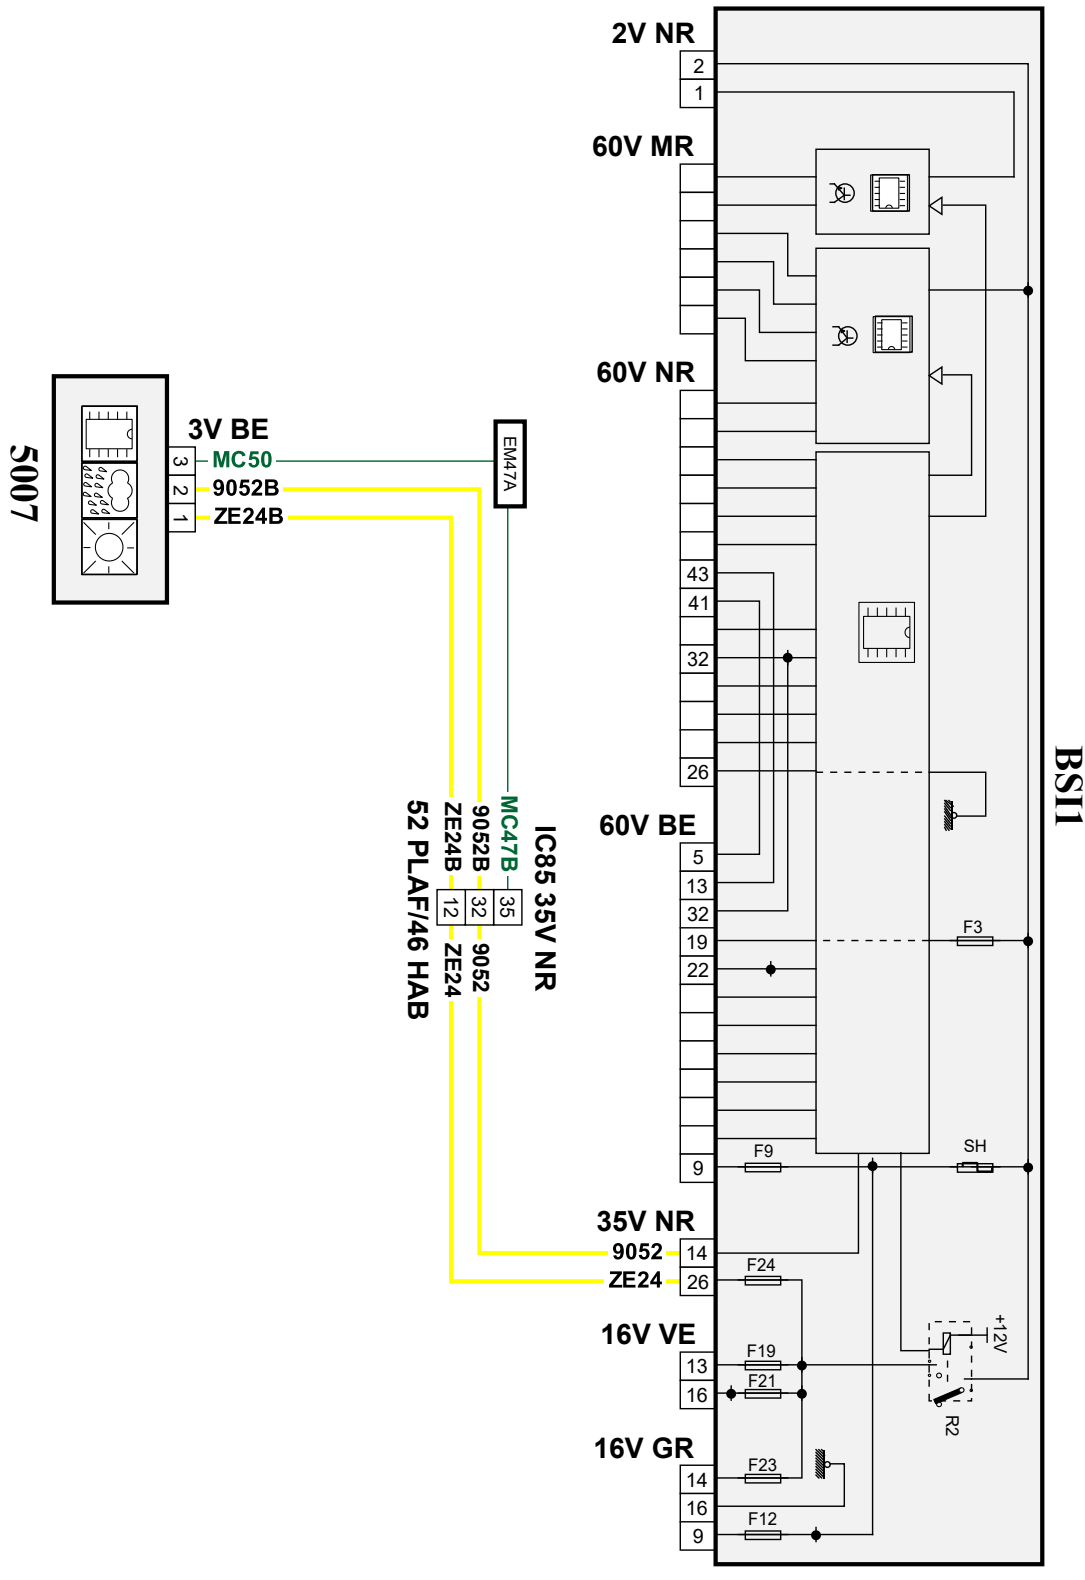 2V NR
2
1
60V MR
60V NR
43
41
32
26
60V BE
5
13
32
19
22
9
35V NR
9052 14
ZE24 26
16V VE
13
16
16V GR
14
16
9
F3
F9
SH
F24
F19
F21
F23
F12
+12V
R2
BSI1
5007
3V BE
3 MC50
2 9052B
1 ZE24B
EM47A
MC47B
9052B
ZE24B
IC85 35V NR
35
32
12
9052
ZE24
52 PLAF/46 HAB